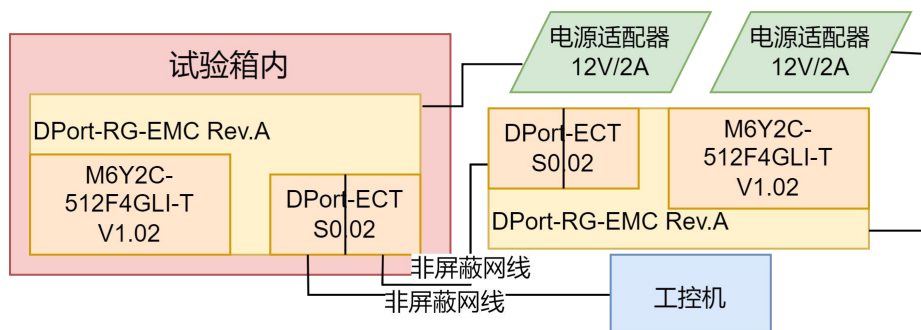 试验箱内
DPort-RG-EMC Rev.A
M6Y2C-
512F4GLI-T
V1.02
DPort-ECT
S0.02
电源适配器
12V/2A
电源适配器
12V/2A
DPort-ECT
S0.02
M6Y2C-
512F4GLI-T
V1.02
DPort-RG-EMC Rev.A
非屏蔽网线
非屏蔽网线
工控机